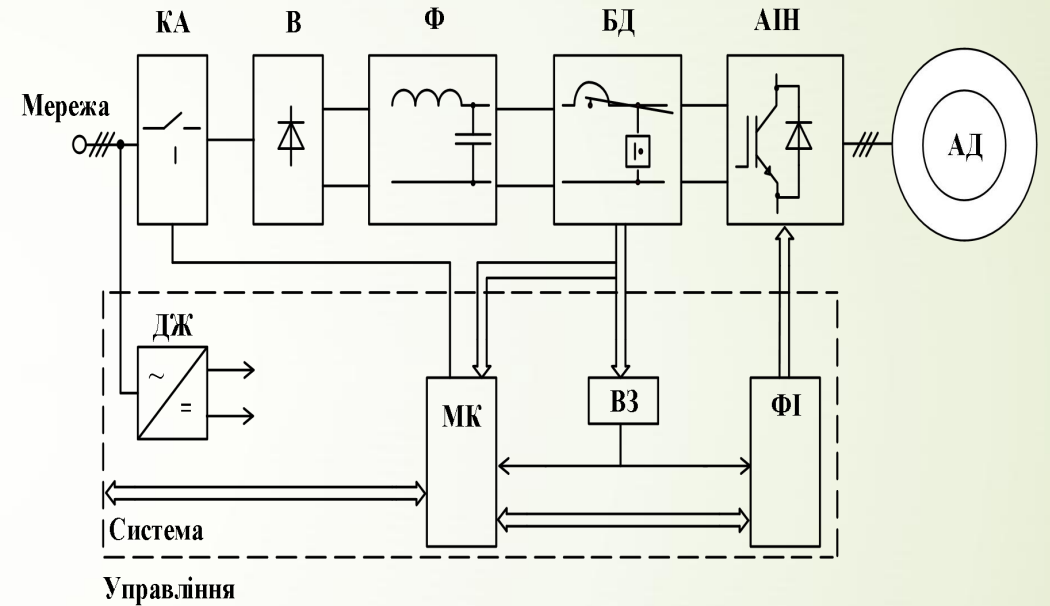 КА
В
Ф
БД
АІН
Мережа
АД
ДЖ
~
=
МК
ВЗ
ФІ
Система
Управління